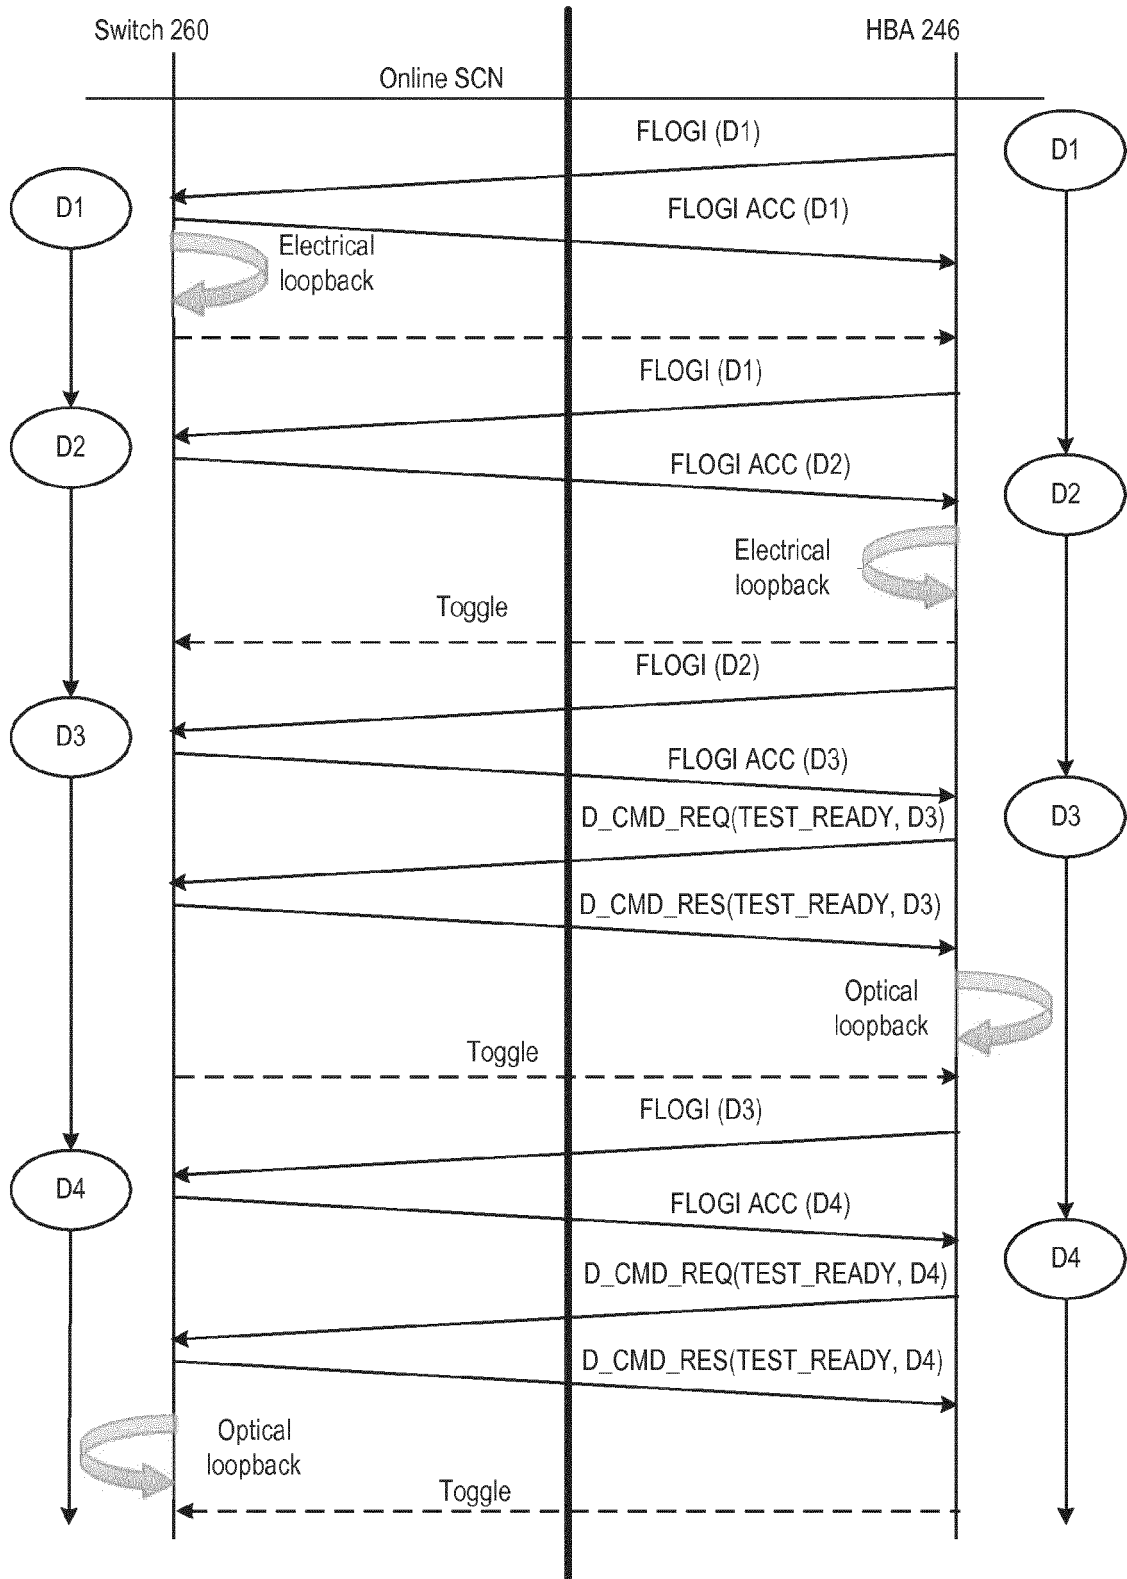 Switch 260
HBA 246
Online SCN
FLOGI (D1)
D1
D1
FLOGI ACC (D1)
Electrical
loopback
FLOGI (D1)
D2
FLOGI ACC (D2)
D2
Electrical
loopback
Toggle
FLOGI (D2)
D3
FLOGI ACC (D3)
D_CMD_REQ(TEST_READY, D3)
D3
D_CMD_RES(TEST_READY, D3)
Optical
loopback
Toggle
FLOGI (D3)
D4
FLOGI ACC (D4)
D4
D_CMD_REQ(TEST_READY, D4)
D_CMD_RES(TEST_READY, D4)
Optical
loopback
Toggle